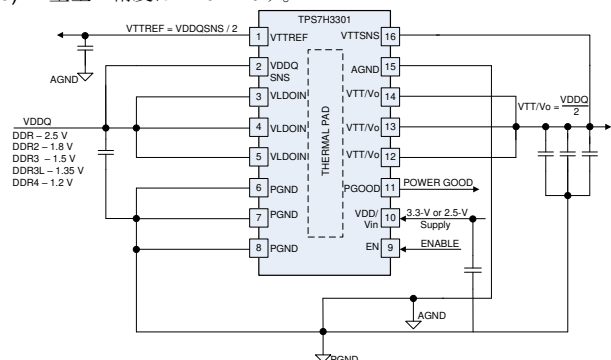 TPS7H3301
VTTREF = VDDQSNS / 2
1 VTTREF
VTTSNS 16
AGND
2 VDDQ SNS
AGND 15
3 VLDOIN
VTT/Vo 14
VTT/Vo = VDDQ / 2
VDDQ
DDR – 2.5 V
DDR2 – 1.8 V
DDR3 – 1.5 V
DDR3L – 1.35 V
DDR4 – 1.2 V
4 VLDOIN
THERMAL PAD
VTT/Vo 13
5 VLDOIN
VTT/Vo 12
6 PGND
PGOOD 11
POWER GOOD
7 PGND
VDD/ Vin 10
3.3-V or 2.5-V
Supply
8 PGND
EN 9
ENABLE
AGND
PGND